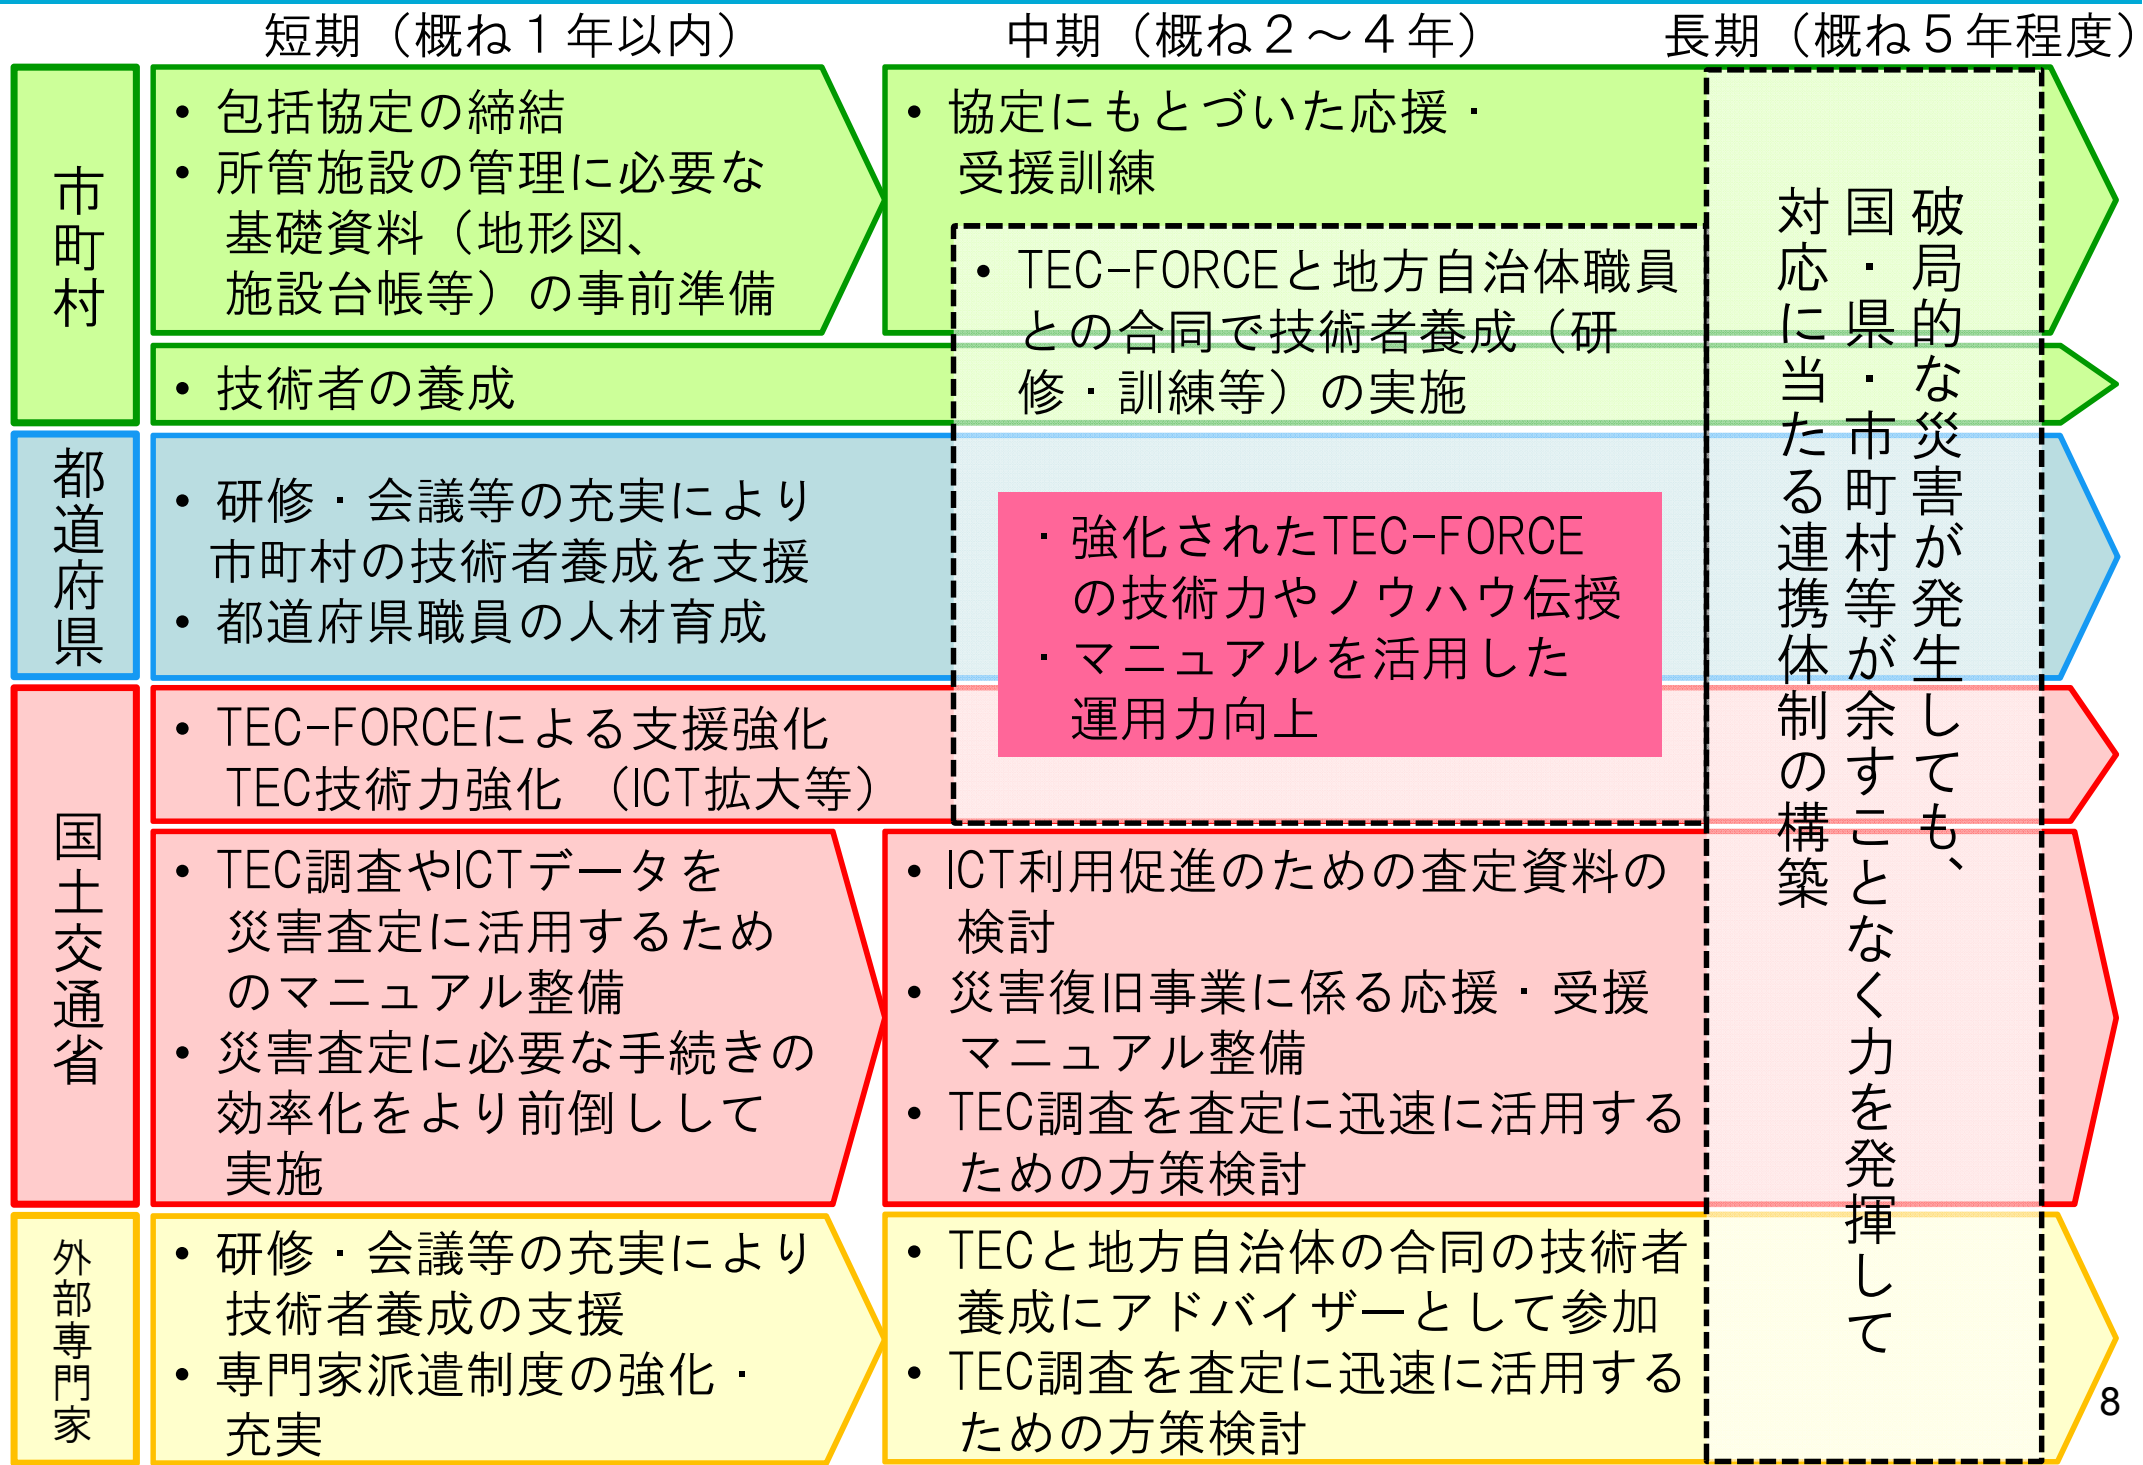 短期（概ね１年以内）
中期（概ね２～４年）
長期（概ね５年程度）
市町村
• 包括協定の締結
• 所管施設の管理に必要な
基礎資料（地形図、
施設台帳等）の事前準備
• 技術者の養成
• 協定にもとづいた応援・
受援訓練
• TEC-FORCEと地方自治体職員
との合同で技術者養成（研
修・訓練等）の実施
都道府県
• 研修・会議等の充実により
市町村の技術者養成を支援
• 都道府県職員の人材育成
・強化されたTEC-FORCE
の技術力やノウハウ伝授
・マニュアルを活用した
運用力向上
国土交通省
• TEC-FORCEによる支援強化
TEC技術力強化 （ICT拡大等）
• TEC調査やICTデータを
災害査定に活用するため
のマニュアル整備
• 災害査定に必要な手続きの
効率化をより前倒しして
実施
• ICT利用促進のための査定資料の
検討
• 災害復旧事業に係る応援・受援
マニュアル整備
• TEC調査を査定に迅速に活用する
ための方策検討
外部専門家
• 研修・会議等の充実により
技術者養成の支援
• 専門家派遣制度の強化・
充実
• TECと地方自治体の合同の技術者
養成にアドバイザーとして参加
• TEC調査を査定に迅速に活用する
ための方策検討
破局的な災害が発生しても、
国・県・市町村等が余すことなく力を発揮して
対応に当たる連携体制の構築
8